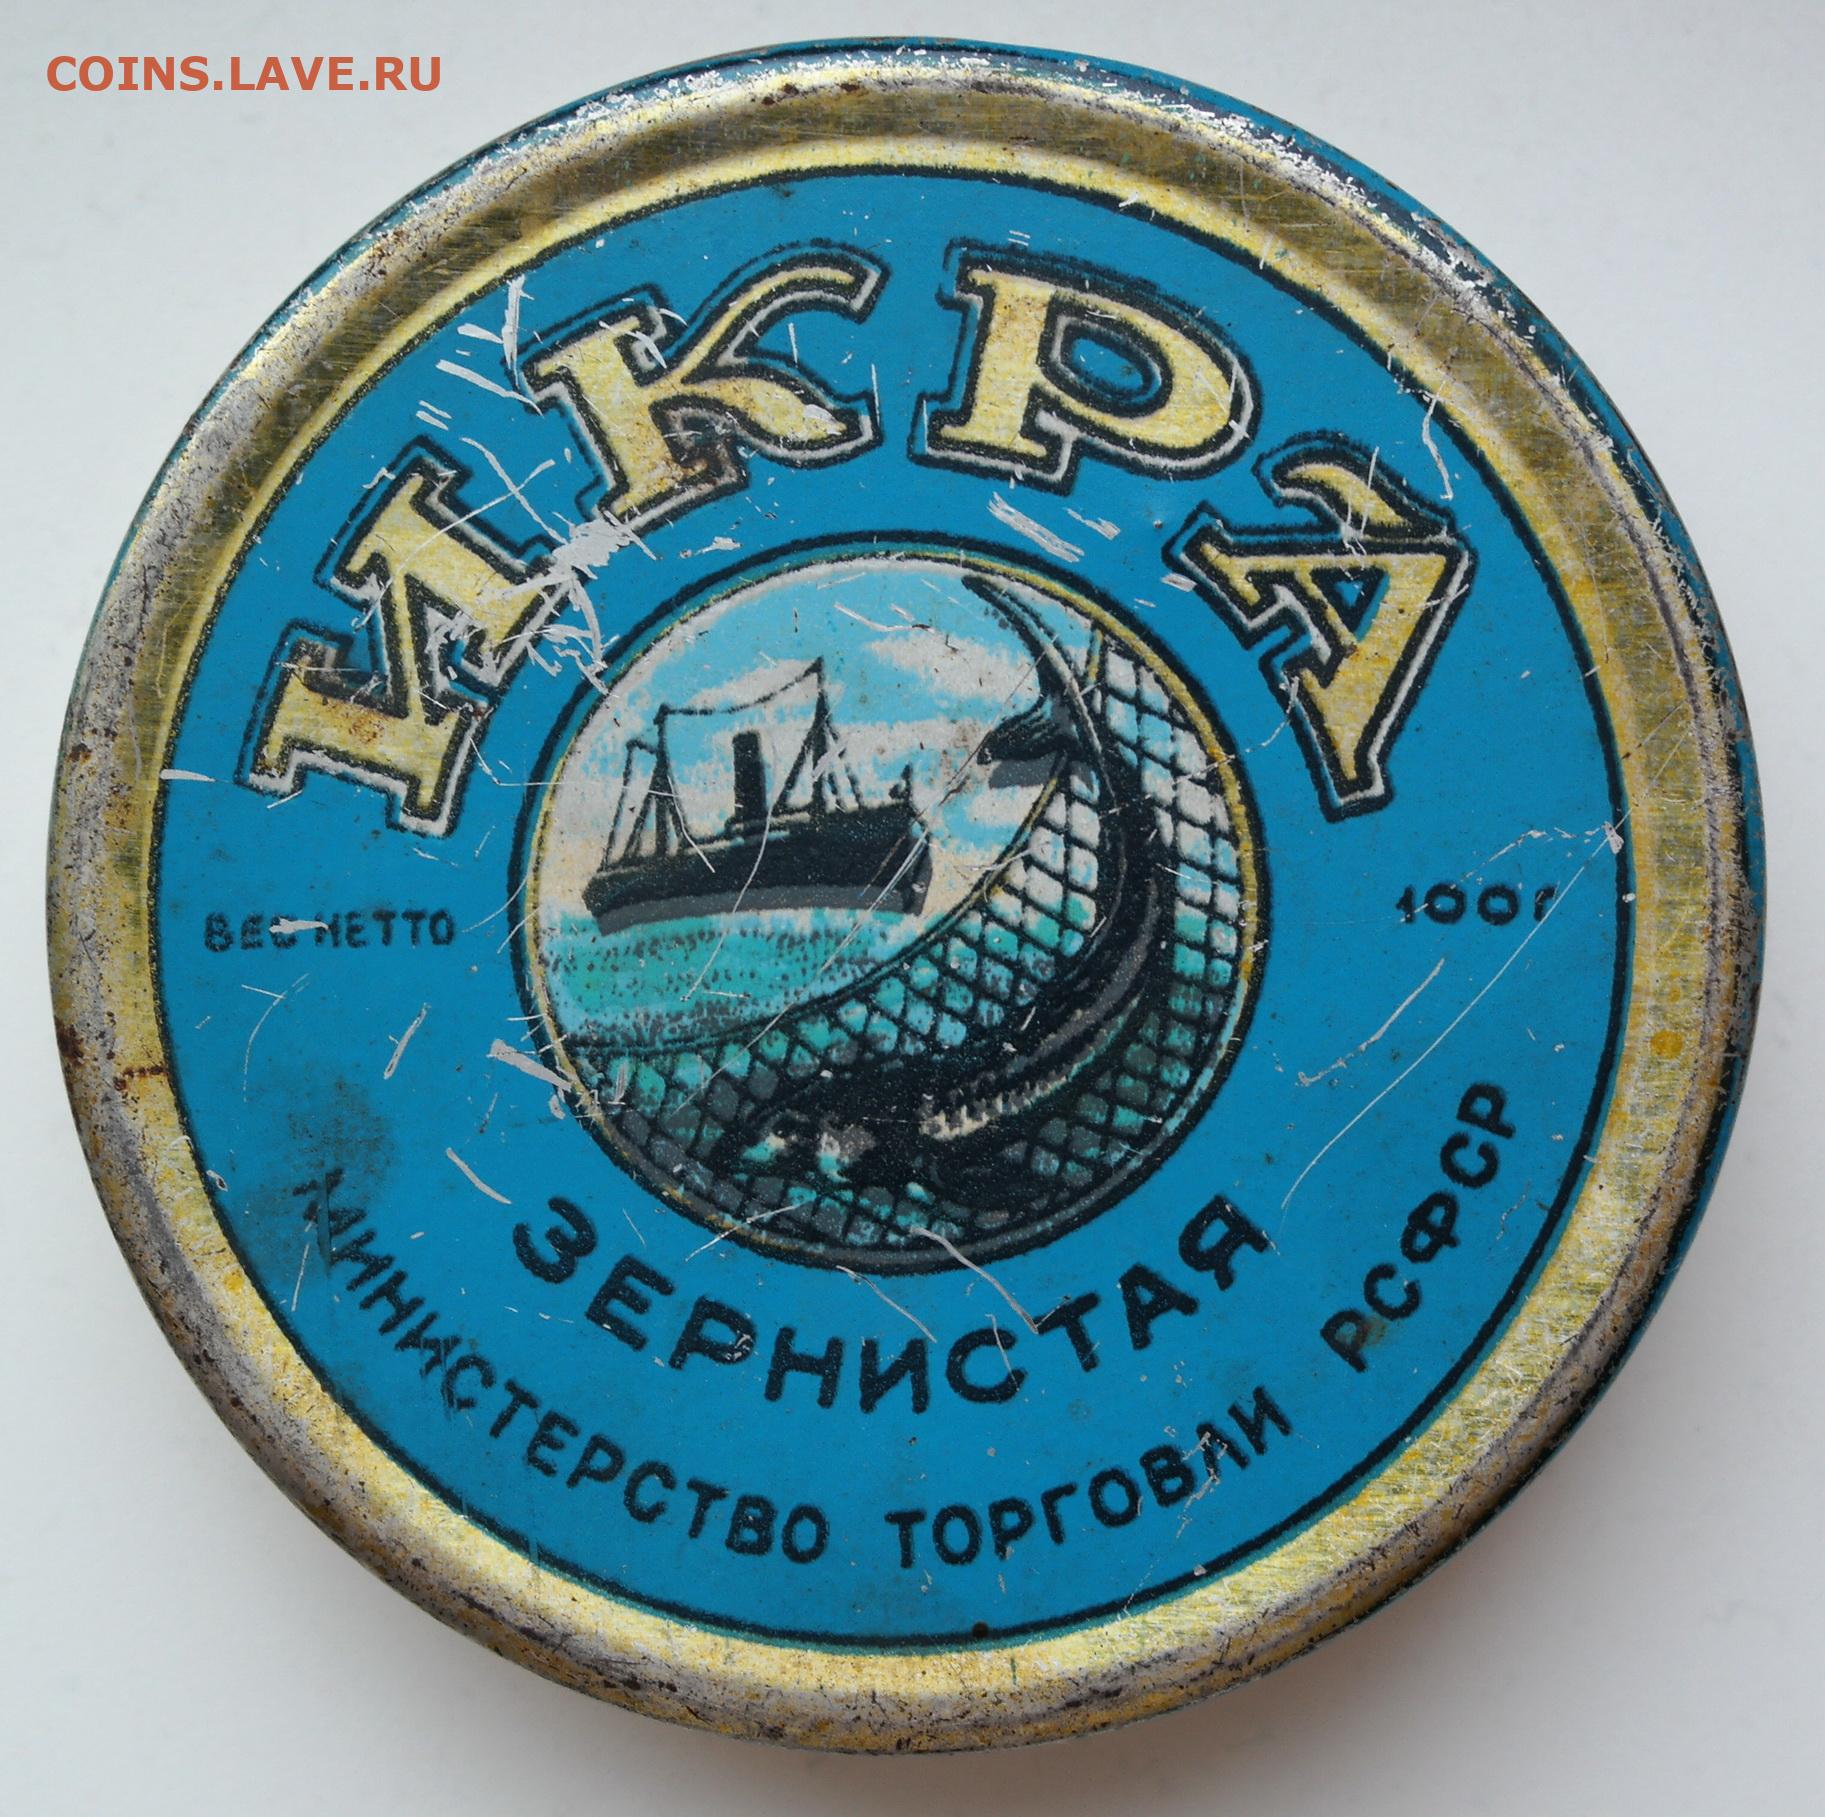 COINS.LAVE.RU
ИКРА
ВЕС НЕТТО
100г
ЗЕРНИСТАЯ
МИНИСТЕРСТВО ТОРГОВЛИ РСФСР